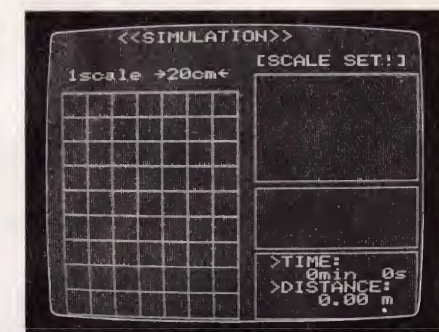 <<SIMULATION>>
[SCALE SET!]
1scale →20cm←
>TIME:
0min 0s
>DISTANCE:
0.00 m